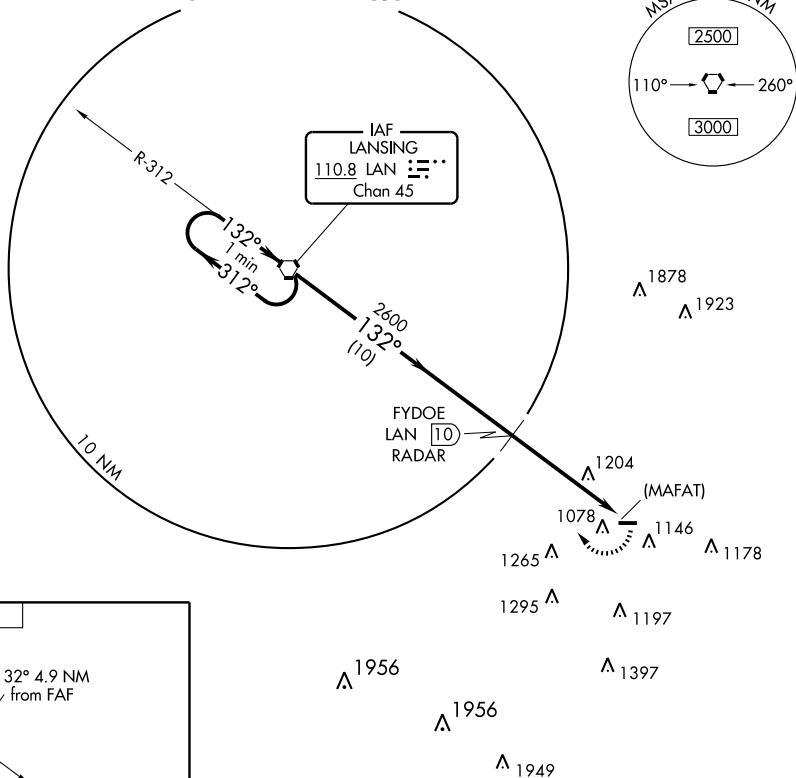 MSA
NM
2500
110°
260°
3000
IAF
LANSING
110.8 LAN
Chan 45
R-312
132°
1 min
312°
2600
132°
(10)
1878
1923
FYDOE
LAN 10
RADAR
10 NM
1204
(MAFAT)
1078
1146
1265
1178
1295
1197
1397
32° 4.9 NM
from FAF
1956
1956
1949